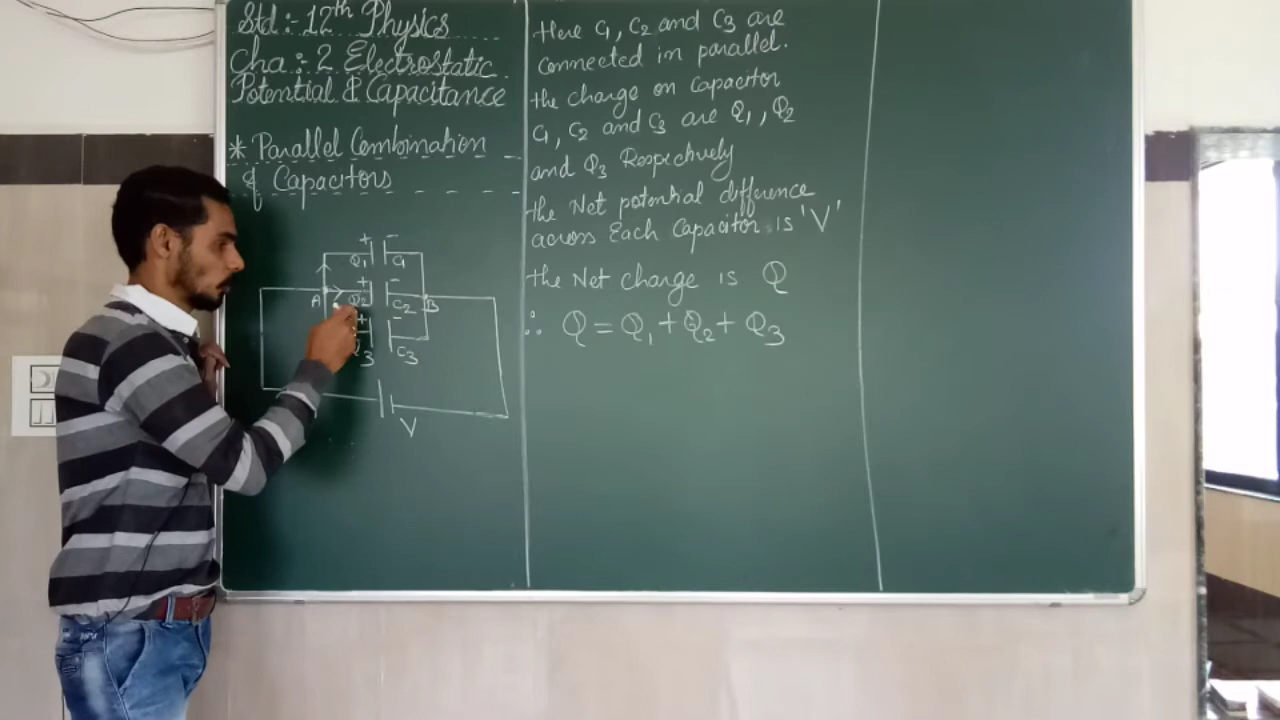 Std :- 12th Physics
Cha :- 2 Electrostatic
Potential & Capacitance
* Parallel Combination
of Capacitors
+ -
Q1 C1
+ -
A Q2 C2 B
+ -
Q3 C3
V
Here C1, C2 and C3 are
connected in parallel.
the charge on capacitor
C1, C2 and C3 are Q1, Q2
and Q3 Respectively
the Net potential difference
across Each Capacitor is 'V'
the Net charge is Q
∴ Q = Q1 + Q2 + Q3